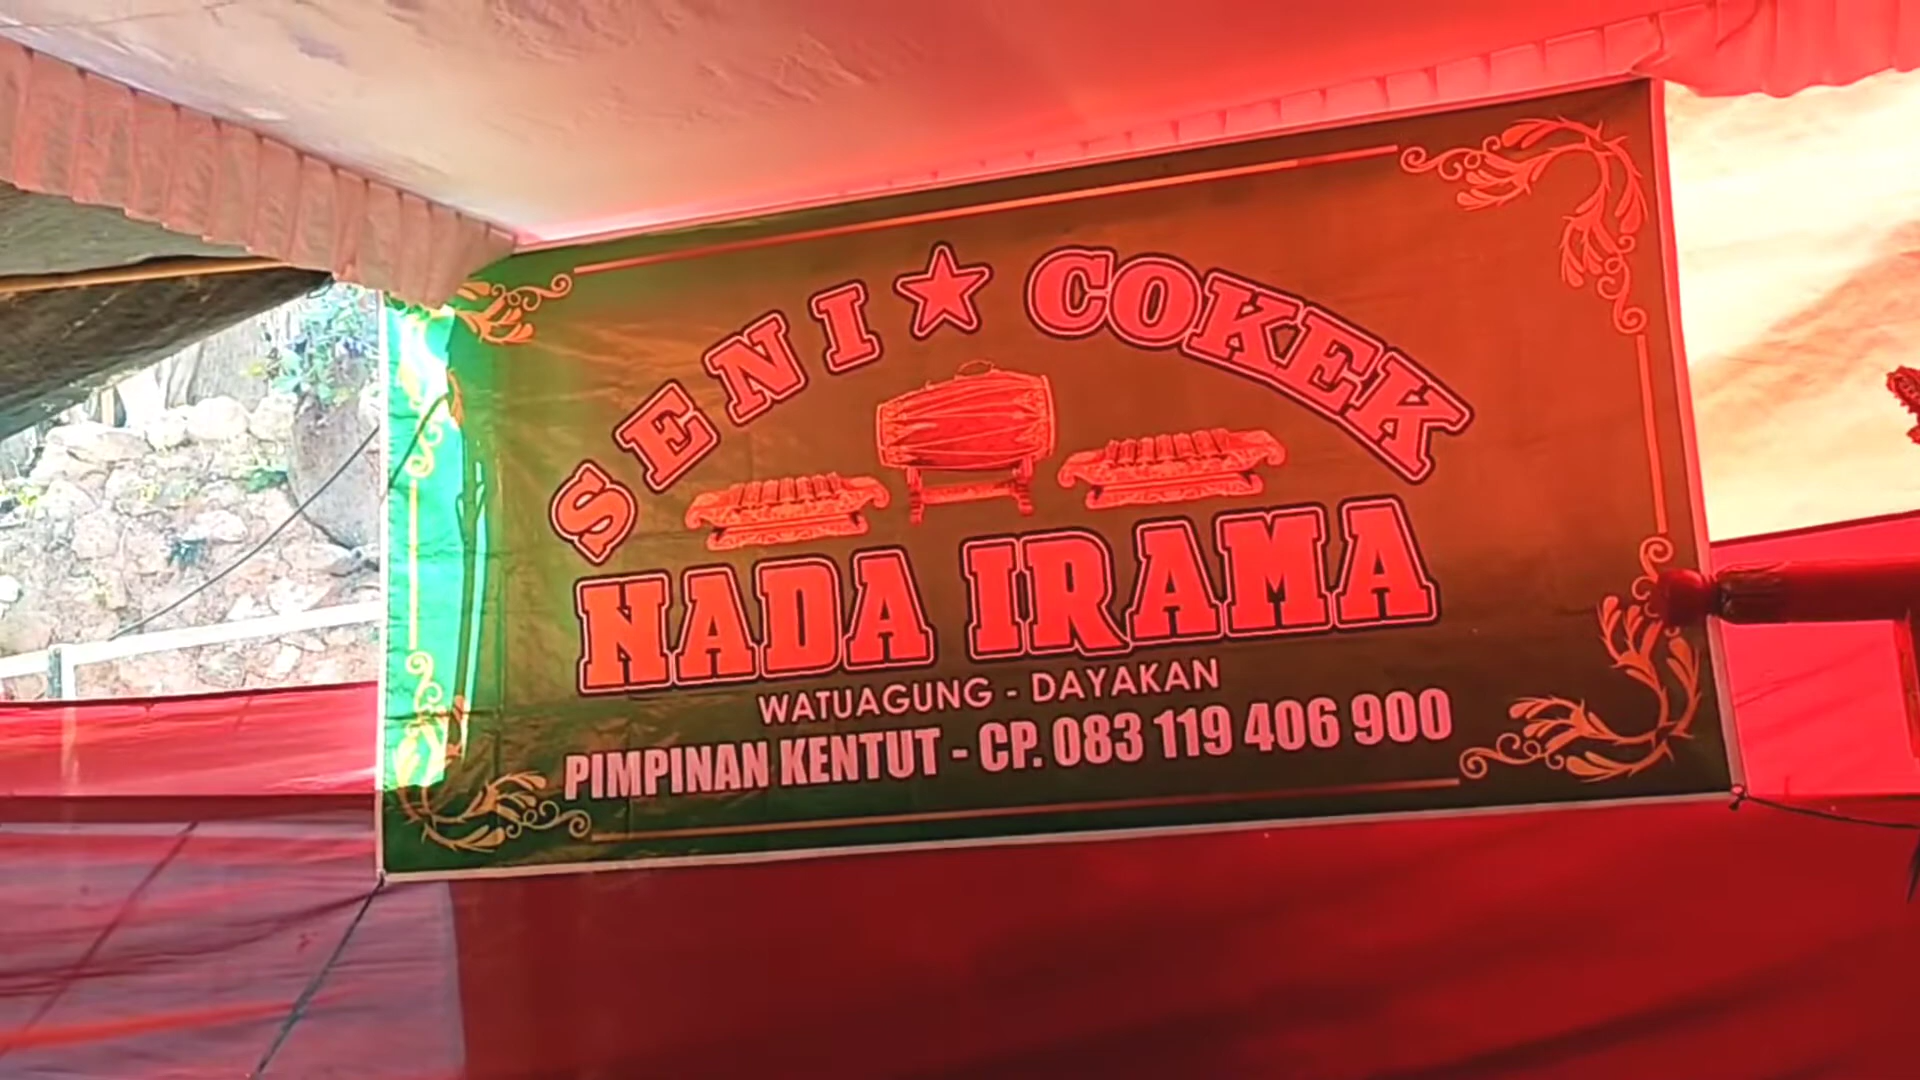 SENI ★ COKEK
NADA IRAMA
WATUAGUNG - DAYAKAN
PIMPINAN KENTUT - CP. 083 119 406 900